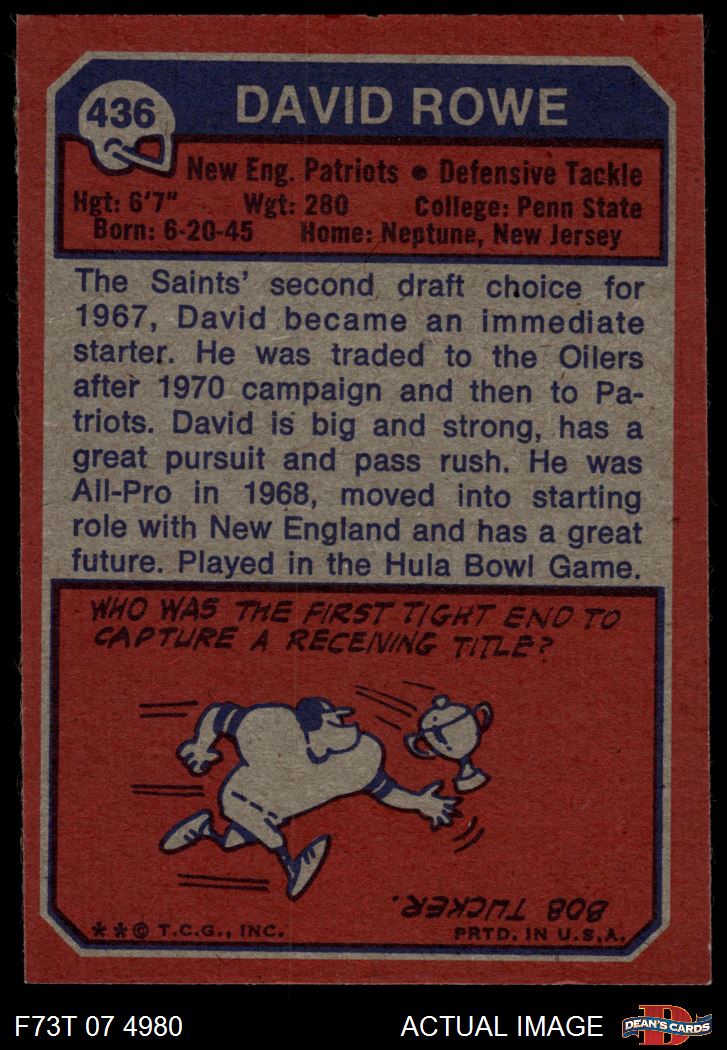 436
DAVID ROWE
New Eng. Patriots • Defensive Tackle
Hgt: 6'7" Wgt: 280 College: Penn State
Born: 6-20-45 Home: Neptune, New Jersey
The Saints' second draft choice for
1967, David became an immediate
starter. He was traded to the Oilers
after 1970 campaign and then to Pa-
triots. David is big and strong, has a
great pursuit and pass rush. He was
All-Pro in 1968, moved into starting
role with New England and has a great
future. Played in the Hula Bowl Game.
WHO WAS THE FIRST TIGHT END TO
CAPTURE A RECEIVING TITLE?
BOB TUCKER.
**© T.C.G., INC. PRTD. IN U.S.A.
F73T 07 4980 ACTUAL IMAGE
D
DEAN'S CARDS